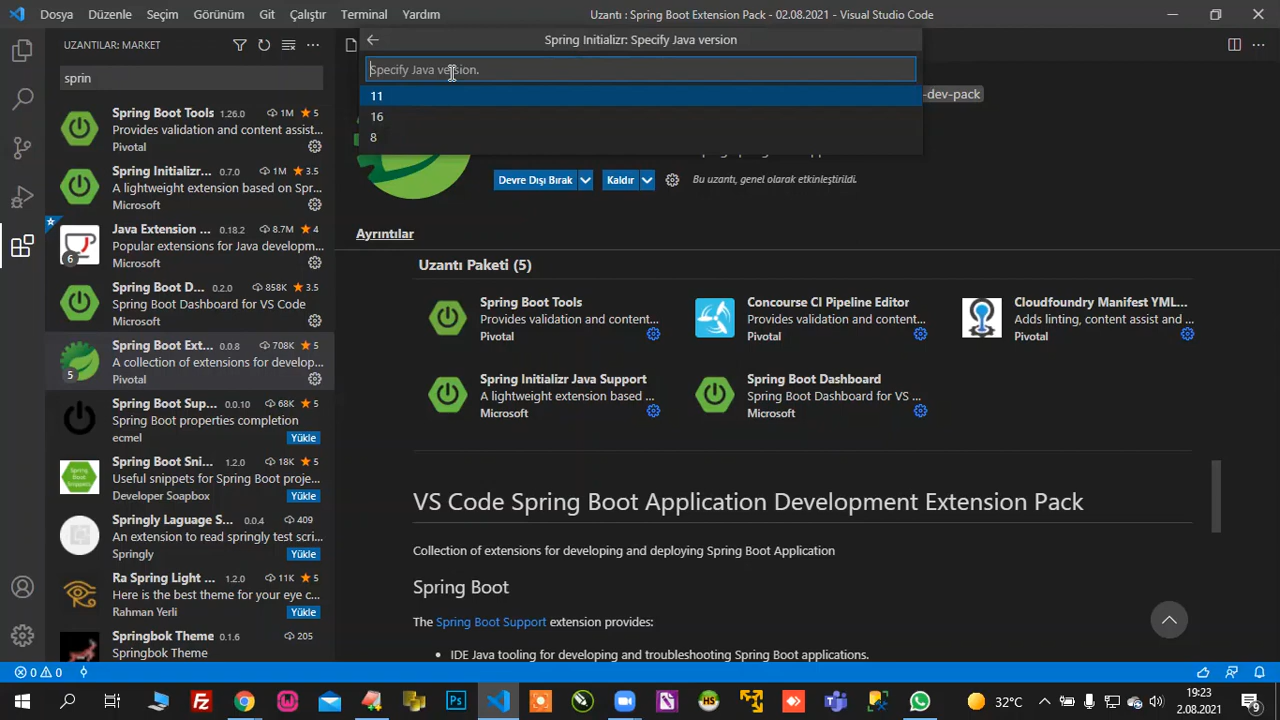 Dosya Düzenle Seçim Görünüm Git Çalıştır Terminal Yardım
Uzantı : Spring Boot Extension Pack - 02.08.2021 - Visual Studio Code
UZANTILAR: MARKET
sprin
Spring Boot Tools 1.26.0 1M 5
Provides validation and content assist...
Pivotal
Spring Initializr... 0.7.0 1M 3.5
A lightweight extension based on Spr...
Microsoft
Java Extension ... 0.18.2 8.7M 4
Popular extensions for Java developm...
Microsoft
6
Spring Boot D... 0.2.0 858K 3.5
Spring Boot Dashboard for VS Code
Microsoft
Spring Boot Ext... 0.0.8 708K 5
A collection of extensions for develop...
Pivotal
5
Spring Boot Sup... 0.0.10 68K 5
Spring Boot properties completion
ecmel Yükle
Spring Boot Sni... 1.2.0 18K 5
Useful snippets for Spring Boot proje...
Developer Soapbox Yükle
Springly Laguage S... 0.0.4 409
An extension to read springly test scri...
Springly Yükle
Ra Spring Light ... 1.2.0 11K 5
Here is the best theme for your eye c...
Rahman Yerli Yükle
Springbok Theme 0.1.6 205
Springbok Theme
Spring Initializr: Specify Java version
Specify Java version.
11
16
8
-dev-pack
Devre Dışı Bırak Kaldır Bu uzantı, genel olarak etkinleştirildi.
Ayrıntılar
Uzantı Paketi (5)
Spring Boot Tools
Provides validation and content...
Pivotal
Concourse CI Pipeline Editor
Provides validation and content...
Pivotal
Cloudfoundry Manifest YML...
Adds linting, content assist and ...
Pivotal
Spring Initializr Java Support
A lightweight extension based ...
Microsoft
Spring Boot Dashboard
Spring Boot Dashboard for VS ...
Microsoft
VS Code Spring Boot Application Development Extension Pack
Collection of extensions for developing and deploying Spring Boot Application
Spring Boot
The Spring Boot Support extension provides:
• IDE Java tooling for developing and troubleshooting Spring Boot applications.
0 0
32°C
19:23
2.08.2021
9